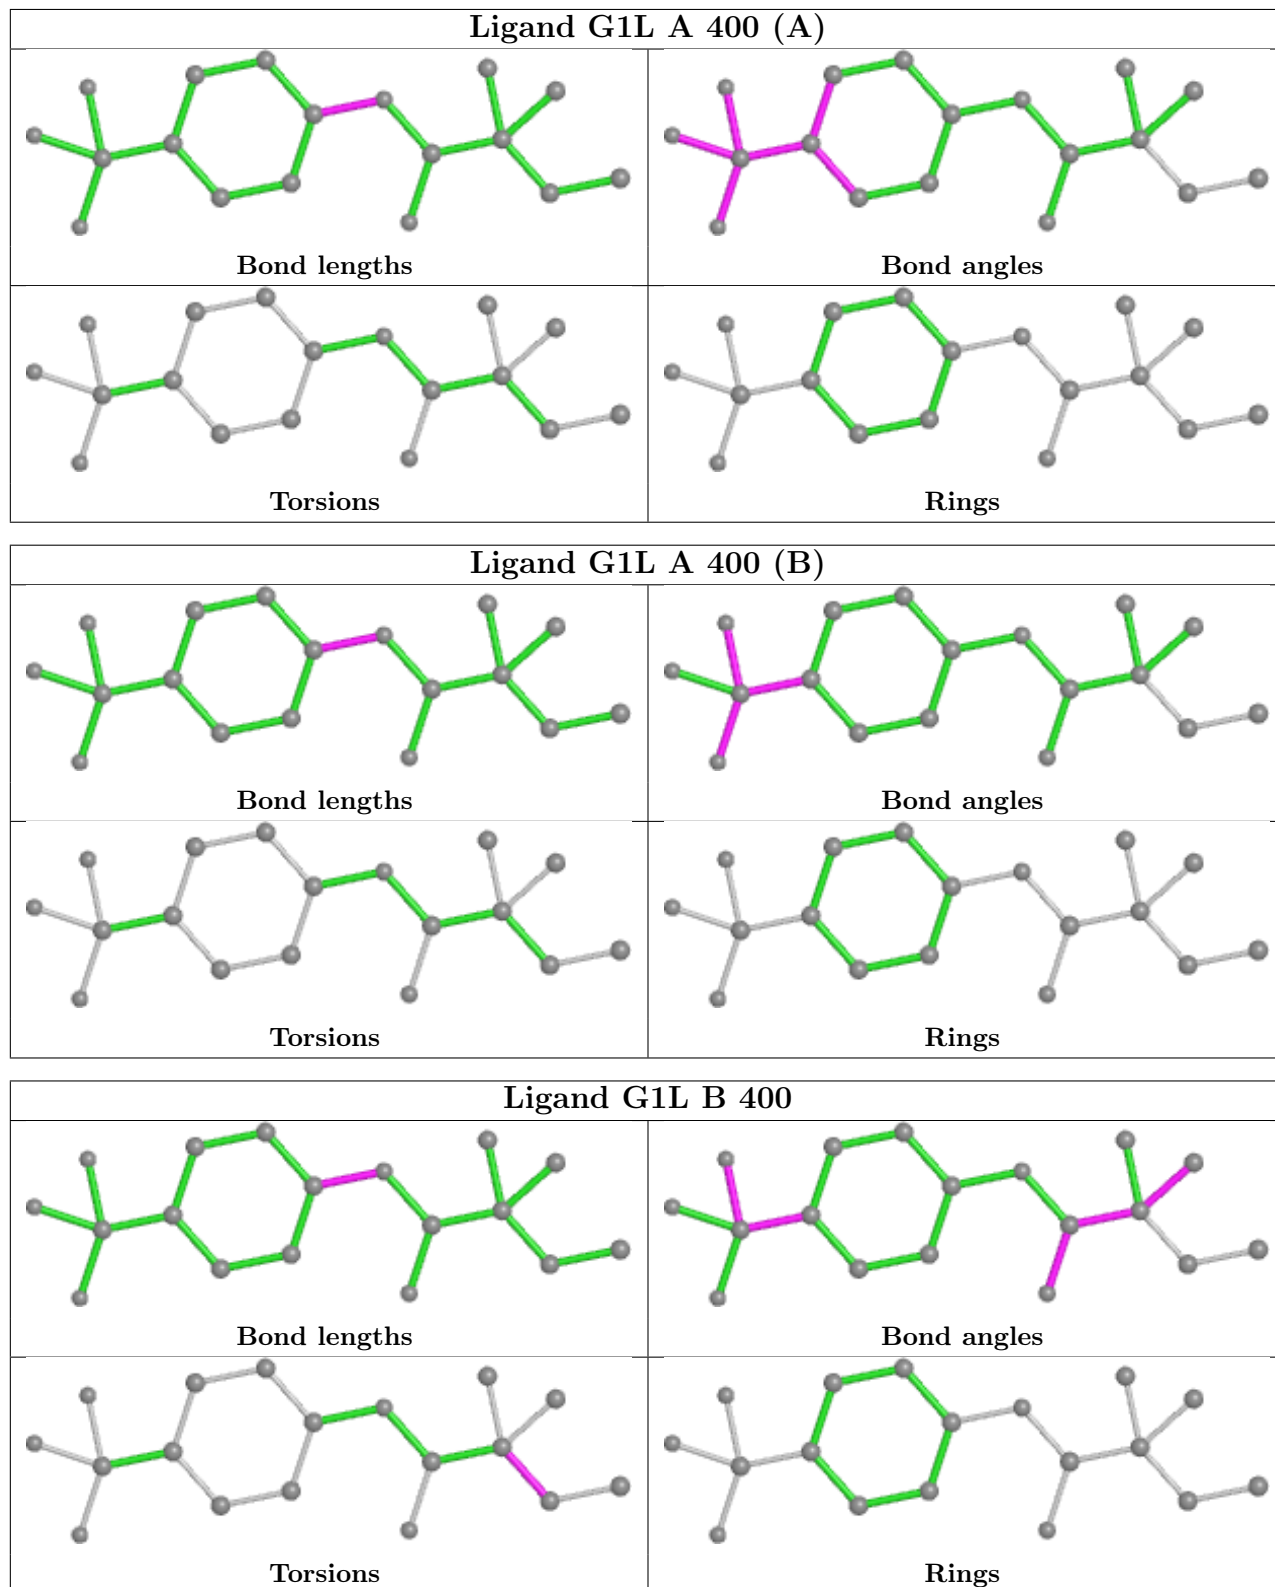 Ligand G1L A 400 (A)
Bond lengths
Bond angles
Torsions
Rings
Ligand G1L A 400 (B)
Bond lengths
Bond angles
Torsions
Rings
Ligand G1L B 400
Bond lengths
Bond angles
Torsions
Rings